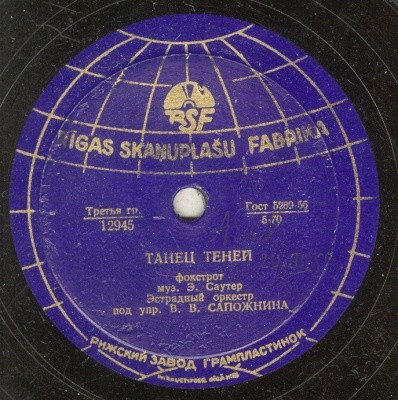 RSF
RĪGAS SKAŅUPLAŠU FABRIKA
Третья гр.
12945
Гост 5289-56
5-70
ТАНЕЦ ТЕНЕЙ
фокстрот
муз. Э. Саутер
Эстрадный оркестр
под упр. В. В. САПОЖНИНА
РИЖСКИЙ ЗАВОД ГРАМПЛАСТИНОК